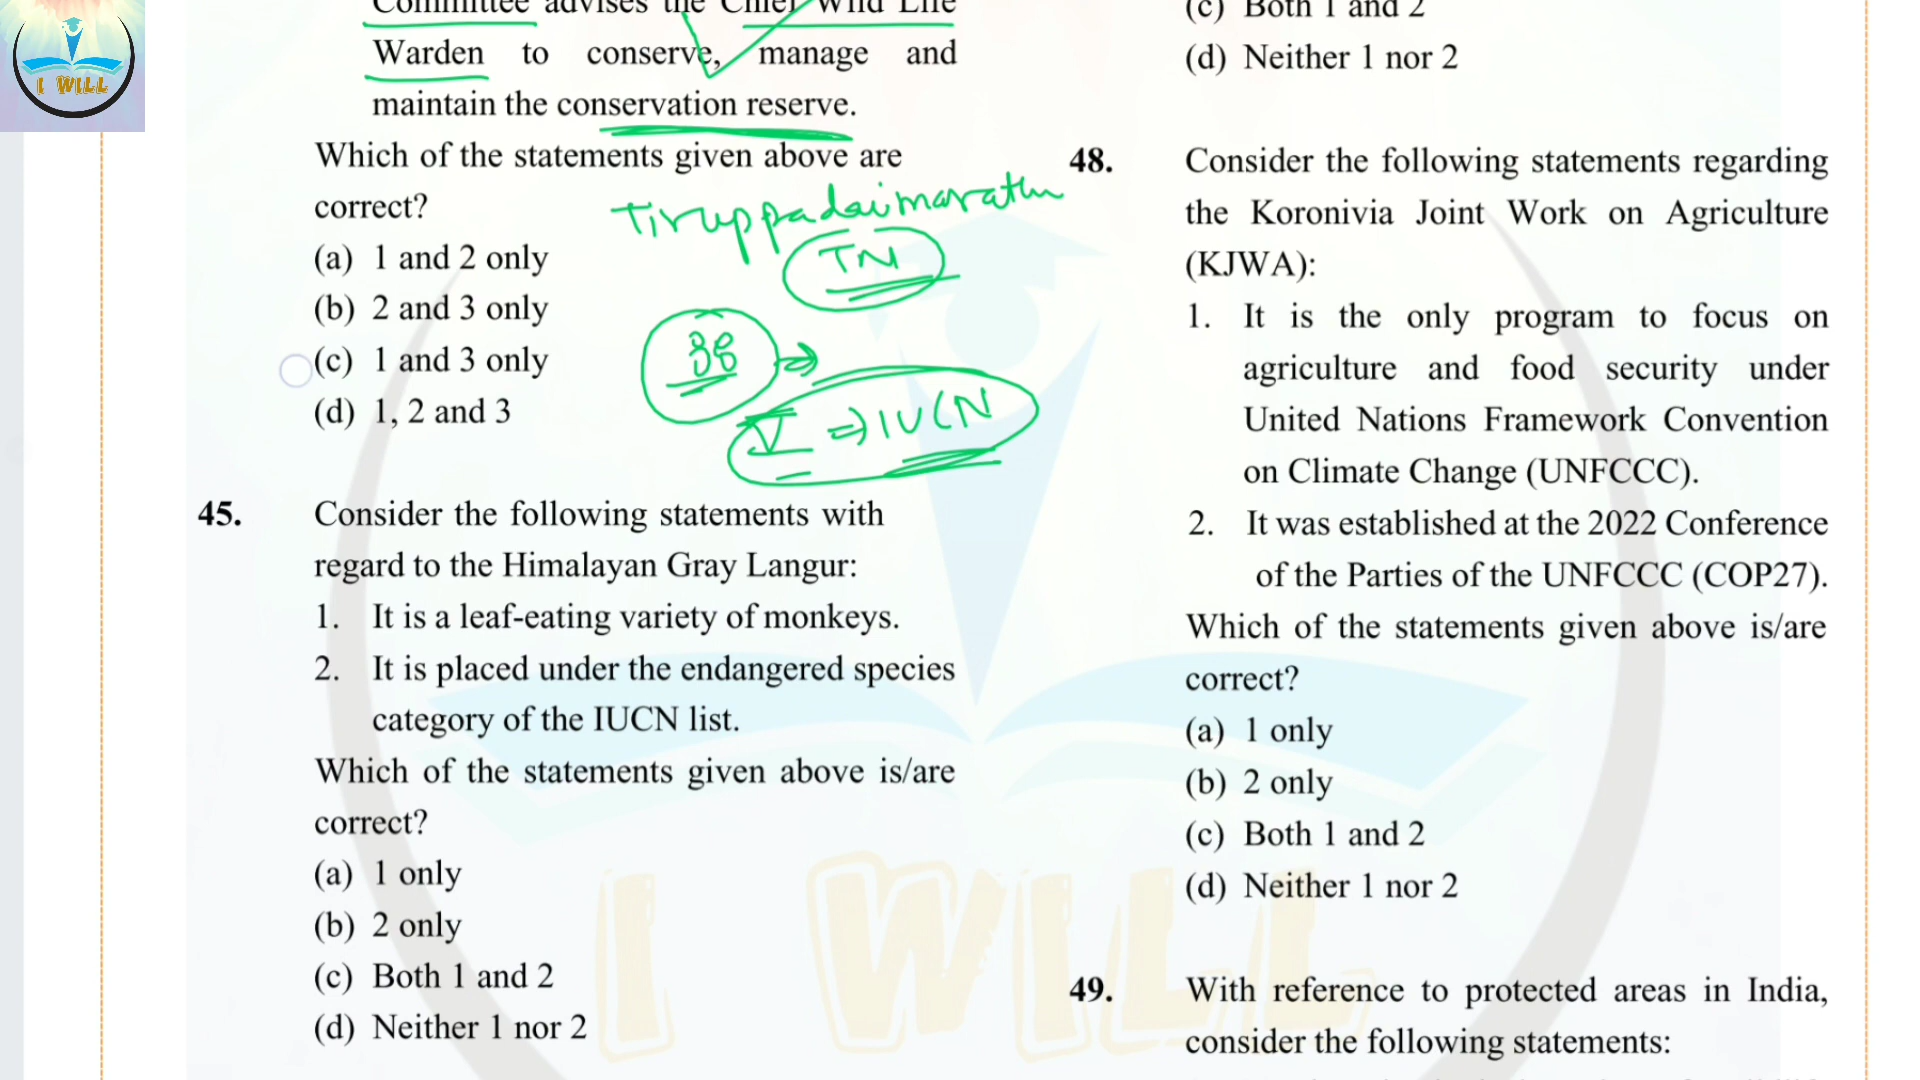 I WILL
Committee advises the Chief Wild Life
Warden to conserve, manage and
maintain the conservation reserve.
Which of the statements given above are
correct?
(a) 1 and 2 only
(b) 2 and 3 only
(c) 1 and 3 only
(d) 1, 2 and 3
Tiruppadaimarathu
TN
38
V ⇒ IUCN
45. Consider the following statements with
regard to the Himalayan Gray Langur:
1. It is a leaf-eating variety of monkeys.
2. It is placed under the endangered species
category of the IUCN list.
Which of the statements given above is/are
correct?
(a) 1 only
(b) 2 only
(c) Both 1 and 2
(d) Neither 1 nor 2
(c) Both 1 and 2
(d) Neither 1 nor 2
48. Consider the following statements regarding
the Koronivia Joint Work on Agriculture
(KJWA):
1. It is the only program to focus on
agriculture and food security under
United Nations Framework Convention
on Climate Change (UNFCCC).
2. It was established at the 2022 Conference
of the Parties of the UNFCCC (COP27).
Which of the statements given above is/are
correct?
(a) 1 only
(b) 2 only
(c) Both 1 and 2
(d) Neither 1 nor 2
49. With reference to protected areas in India,
consider the following statements:
I WILL